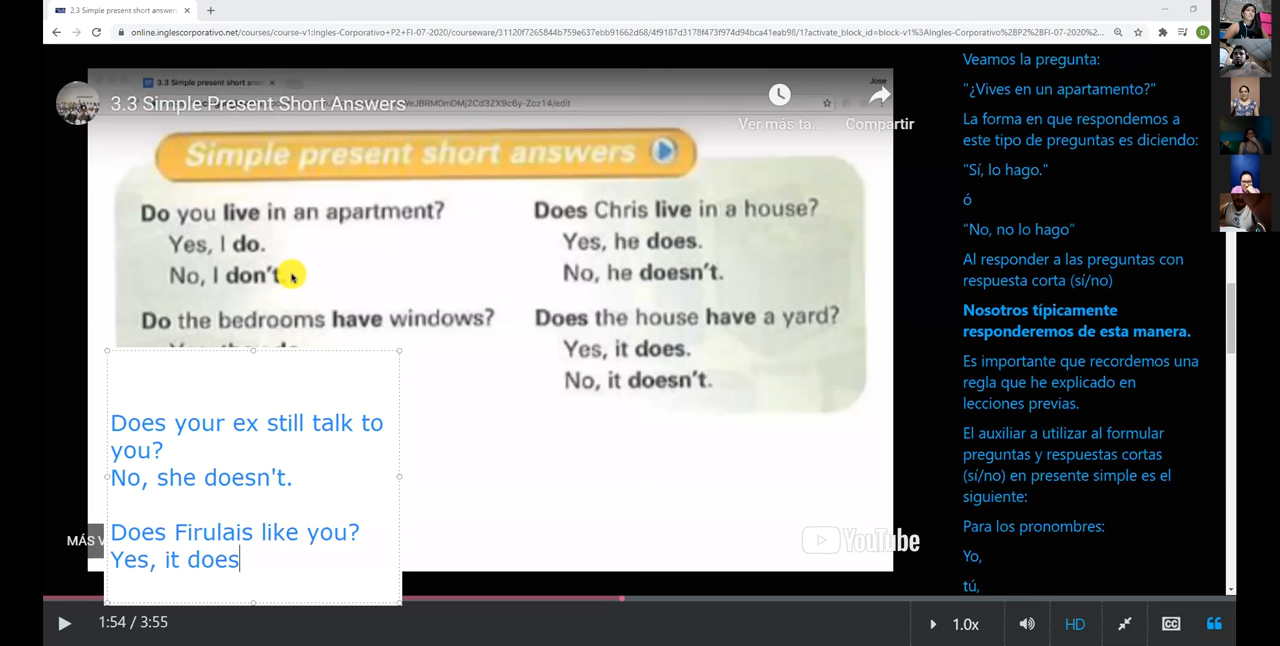 2.3 Simple present short answer
online.inglescorporativo.net/courses/course-v1:Ingles-Corporativo+P2+FI-07-2020/courseware/31120f7265844b759e637ebb91662d68/4f9187d3178f473f974d94bca41eab98/1?activate_block_id=block-v1%3AIngles-Corporativo%2BP2%2BFI-07-2020%2...
3.3 Simple Present Short Answers
Jose
Ver más ta...
Compartir
Simple present short answers
Do you live in an apartment?
Yes, I do.
No, I don't.
Do the bedrooms have windows?
Does Chris live in a house?
Yes, he does.
No, he doesn't.
Does the house have a yard?
Yes, it does.
No, it doesn't.
Does your ex still talk to
you?
No, she doesn't.
Does Firulais like you?
Yes, it does
MÁS V
YouTube
1:54 / 3:55
1.0x
HD
CC
Veamos la pregunta:
"¿Vives en un apartamento?"
La forma en que respondemos a
este tipo de preguntas es diciendo:
"Sí, lo hago."
ó
"No, no lo hago"
Al responder a las preguntas con
respuesta corta (sí/no)
Nosotros típicamente
responderemos de esta manera.
Es importante que recordemos una
regla que he explicado en
lecciones previas.
El auxiliar a utilizar al formular
preguntas y respuestas cortas
(sí/no) en presente simple es el
siguiente:
Para los pronombres:
Yo,
tú,